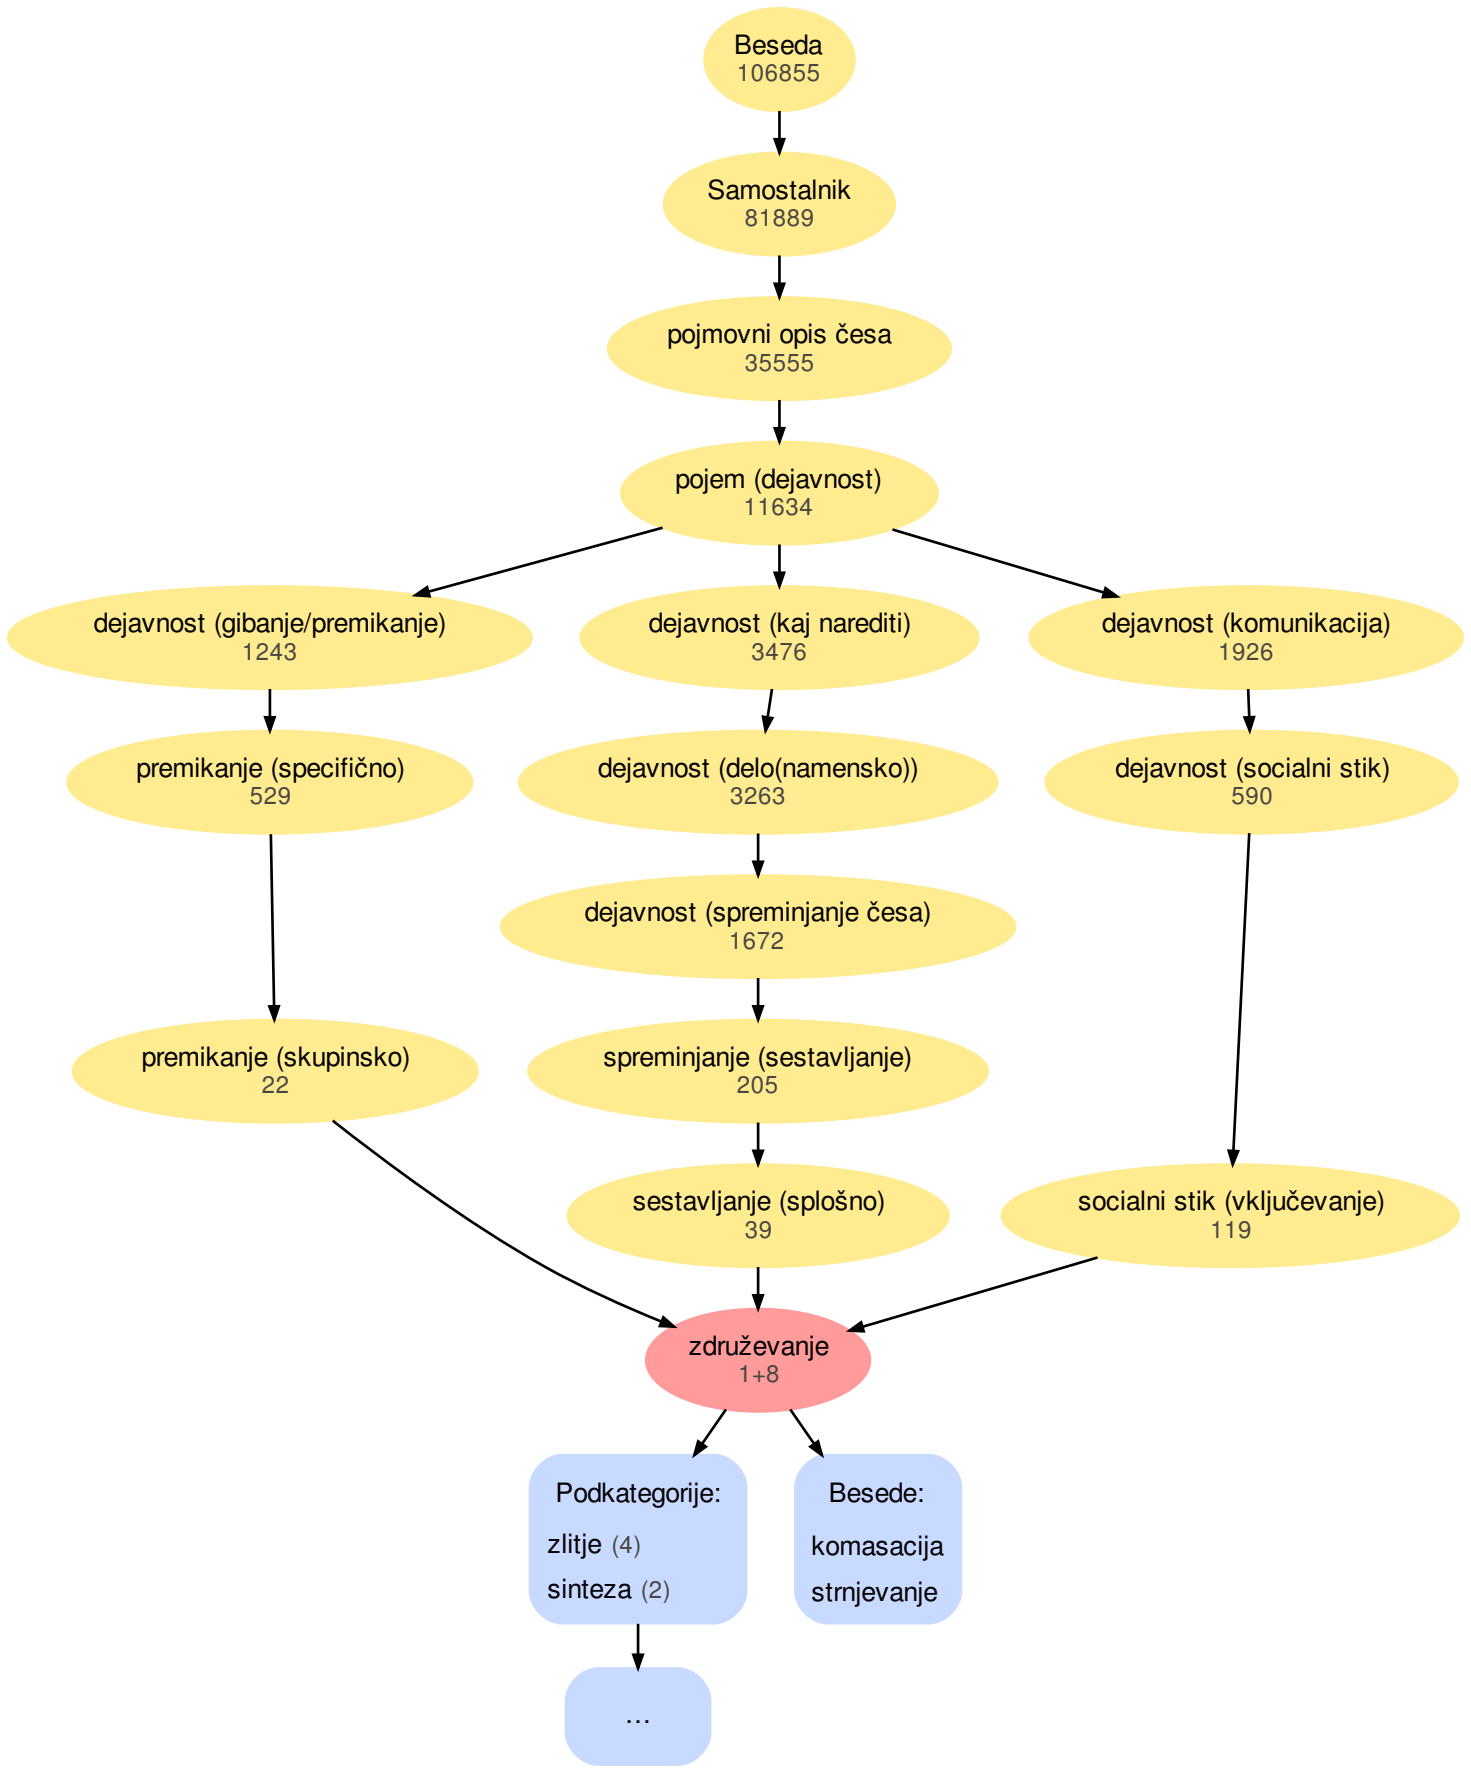 Beseda
106855
Samostalnik
81889
pojmovni opis česa
35555
pojem (dejavnost)
11634
dejavnost (gibanje/premikanje)
1243
dejavnost (kaj narediti)
3476
dejavnost (komunikacija)
1926
premikanje (specifično)
529
dejavnost (delo(namensko))
3263
dejavnost (socialni stik)
590
dejavnost (spreminjanje česa)
1672
premikanje (skupinsko)
22
spreminjanje (sestavljanje)
205
sestavljanje (splošno)
39
socialni stik (vključevanje)
119
združevanje
1+8
Podkategorije:
zlitje (4)
sinteza (2)
Besede:
komasacija
strnjevanje
...